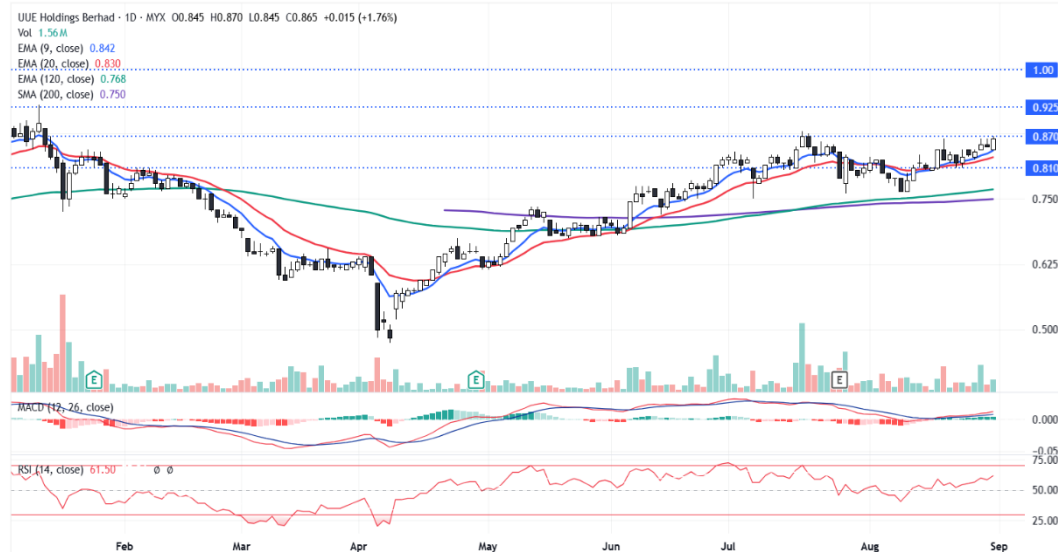 UUE Holdings Berhad · 1D · MYX O0.845 H0.870 L0.845 C0.865 +0.015 (+1.76%)
Vol 1.56M
EMA (9, close) 0.842
EMA (20, close) 0.830
EMA (120, close) 0.768
SMA (200, close) 0.750
1.00
0.925
0.870
0.810
0.750
0.625
0.500
E E E
MACD (12, 26, close)
0.000
-0.05
75.00
RSI (14, close) 61.50 ø ø
50.00
25.00
Feb Mar Apr May Jun Jul Aug Sep